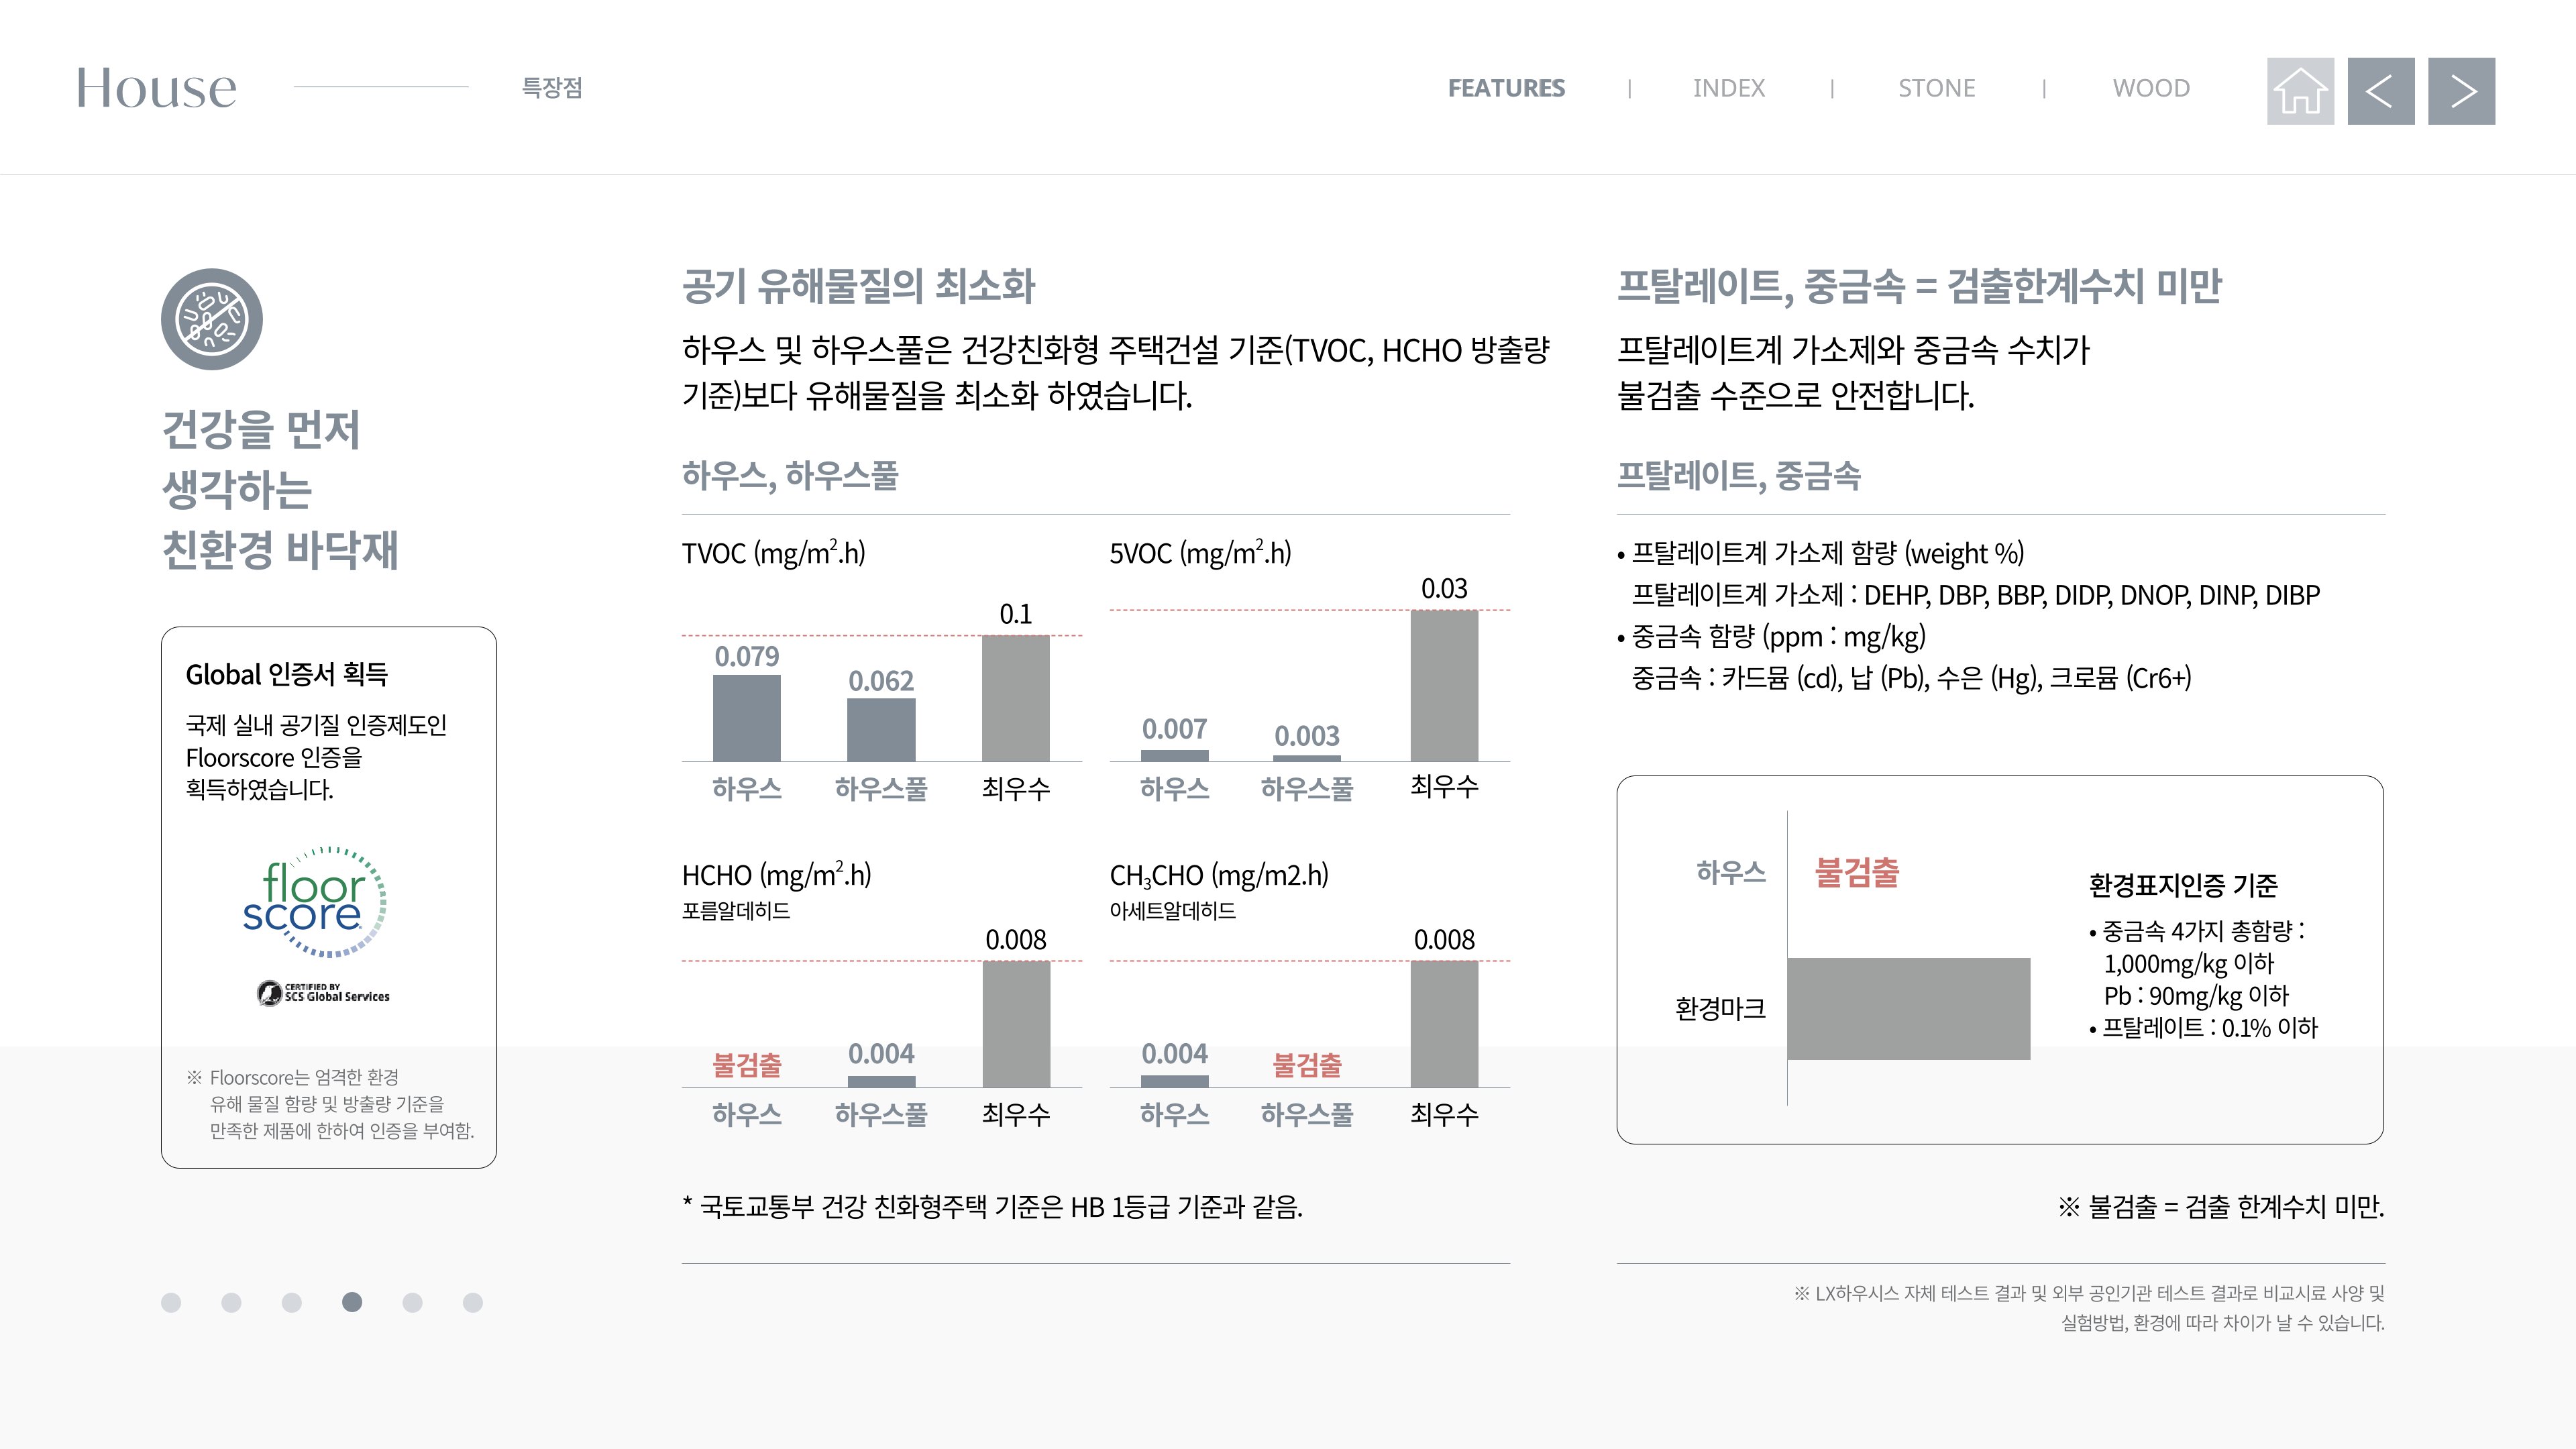 House
특장점
FEATURES | INDEX | STONE | WOOD
건강을 먼저
생각하는
친환경 바닥재
Global 인증서 획득
국제 실내 공기질 인증제도인
Floorscore 인증을
획득하였습니다.
floor
score
CERTIFIED BY
SCS Global Services
※ Floorscore는 엄격한 환경
유해 물질 함량 및 방출량 기준을
만족한 제품에 한하여 인증을 부여함.
공기 유해물질의 최소화
하우스 및 하우스풀은 건강친화형 주택건설 기준(TVOC, HCHO 방출량
기준)보다 유해물질을 최소화 하였습니다.
하우스, 하우스풀
TVOC (mg/m².h)
0.079
0.062
0.1
하우스
하우스풀
최우수
5VOC (mg/m².h)
0.007
0.003
0.03
하우스
하우스풀
최우수
HCHO (mg/m².h)
포름알데히드
불검출
0.004
0.008
하우스
하우스풀
최우수
CH₃CHO (mg/m2.h)
아세트알데히드
0.004
불검출
0.008
하우스
하우스풀
최우수
* 국토교통부 건강 친화형주택 기준은 HB 1등급 기준과 같음.
프탈레이트, 중금속 = 검출한계수치 미만
프탈레이트계 가소제와 중금속 수치가
불검출 수준으로 안전합니다.
프탈레이트, 중금속
• 프탈레이트계 가소제 함량 (weight %)
프탈레이트계 가소제 : DEHP, DBP, BBP, DIDP, DNOP, DINP, DIBP
• 중금속 함량 (ppm : mg/kg)
중금속 : 카드뮴 (cd), 납 (Pb), 수은 (Hg), 크로뮴 (Cr6+)
하우스
불검출
환경마크
환경표지인증 기준
• 중금속 4가지 총함량 :
1,000mg/kg 이하
Pb : 90mg/kg 이하
• 프탈레이트 : 0.1% 이하
※ 불검출 = 검출 한계수치 미만.
※ LX하우시스 자체 테스트 결과 및 외부 공인기관 테스트 결과로 비교시료 사양 및
실험방법, 환경에 따라 차이가 날 수 있습니다.